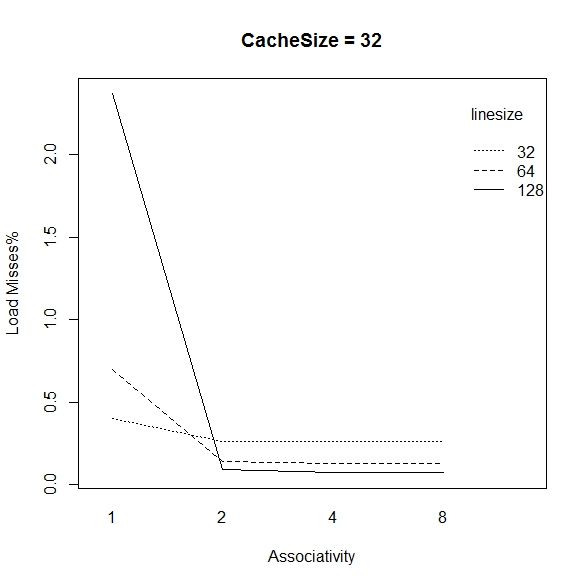 CacheSize = 32
linesize
32
64
128
Load Misses%
2.0
1.5
1.0
0.5
0.0
1 2 4 8
Associativity